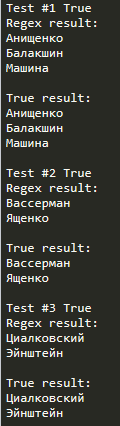 Test #1 True
Regex result:
Анищенко
Балакшин
Машина
True result:
Анищенко
Балакшин
Машина
Test #2 True
Regex result:
Вассерман
Ященко
True result:
Вассерман
Ященко
Test #3 True
Regex result:
Циалковский
Эйнштейн
True result:
Циалковский
Эйнштейн